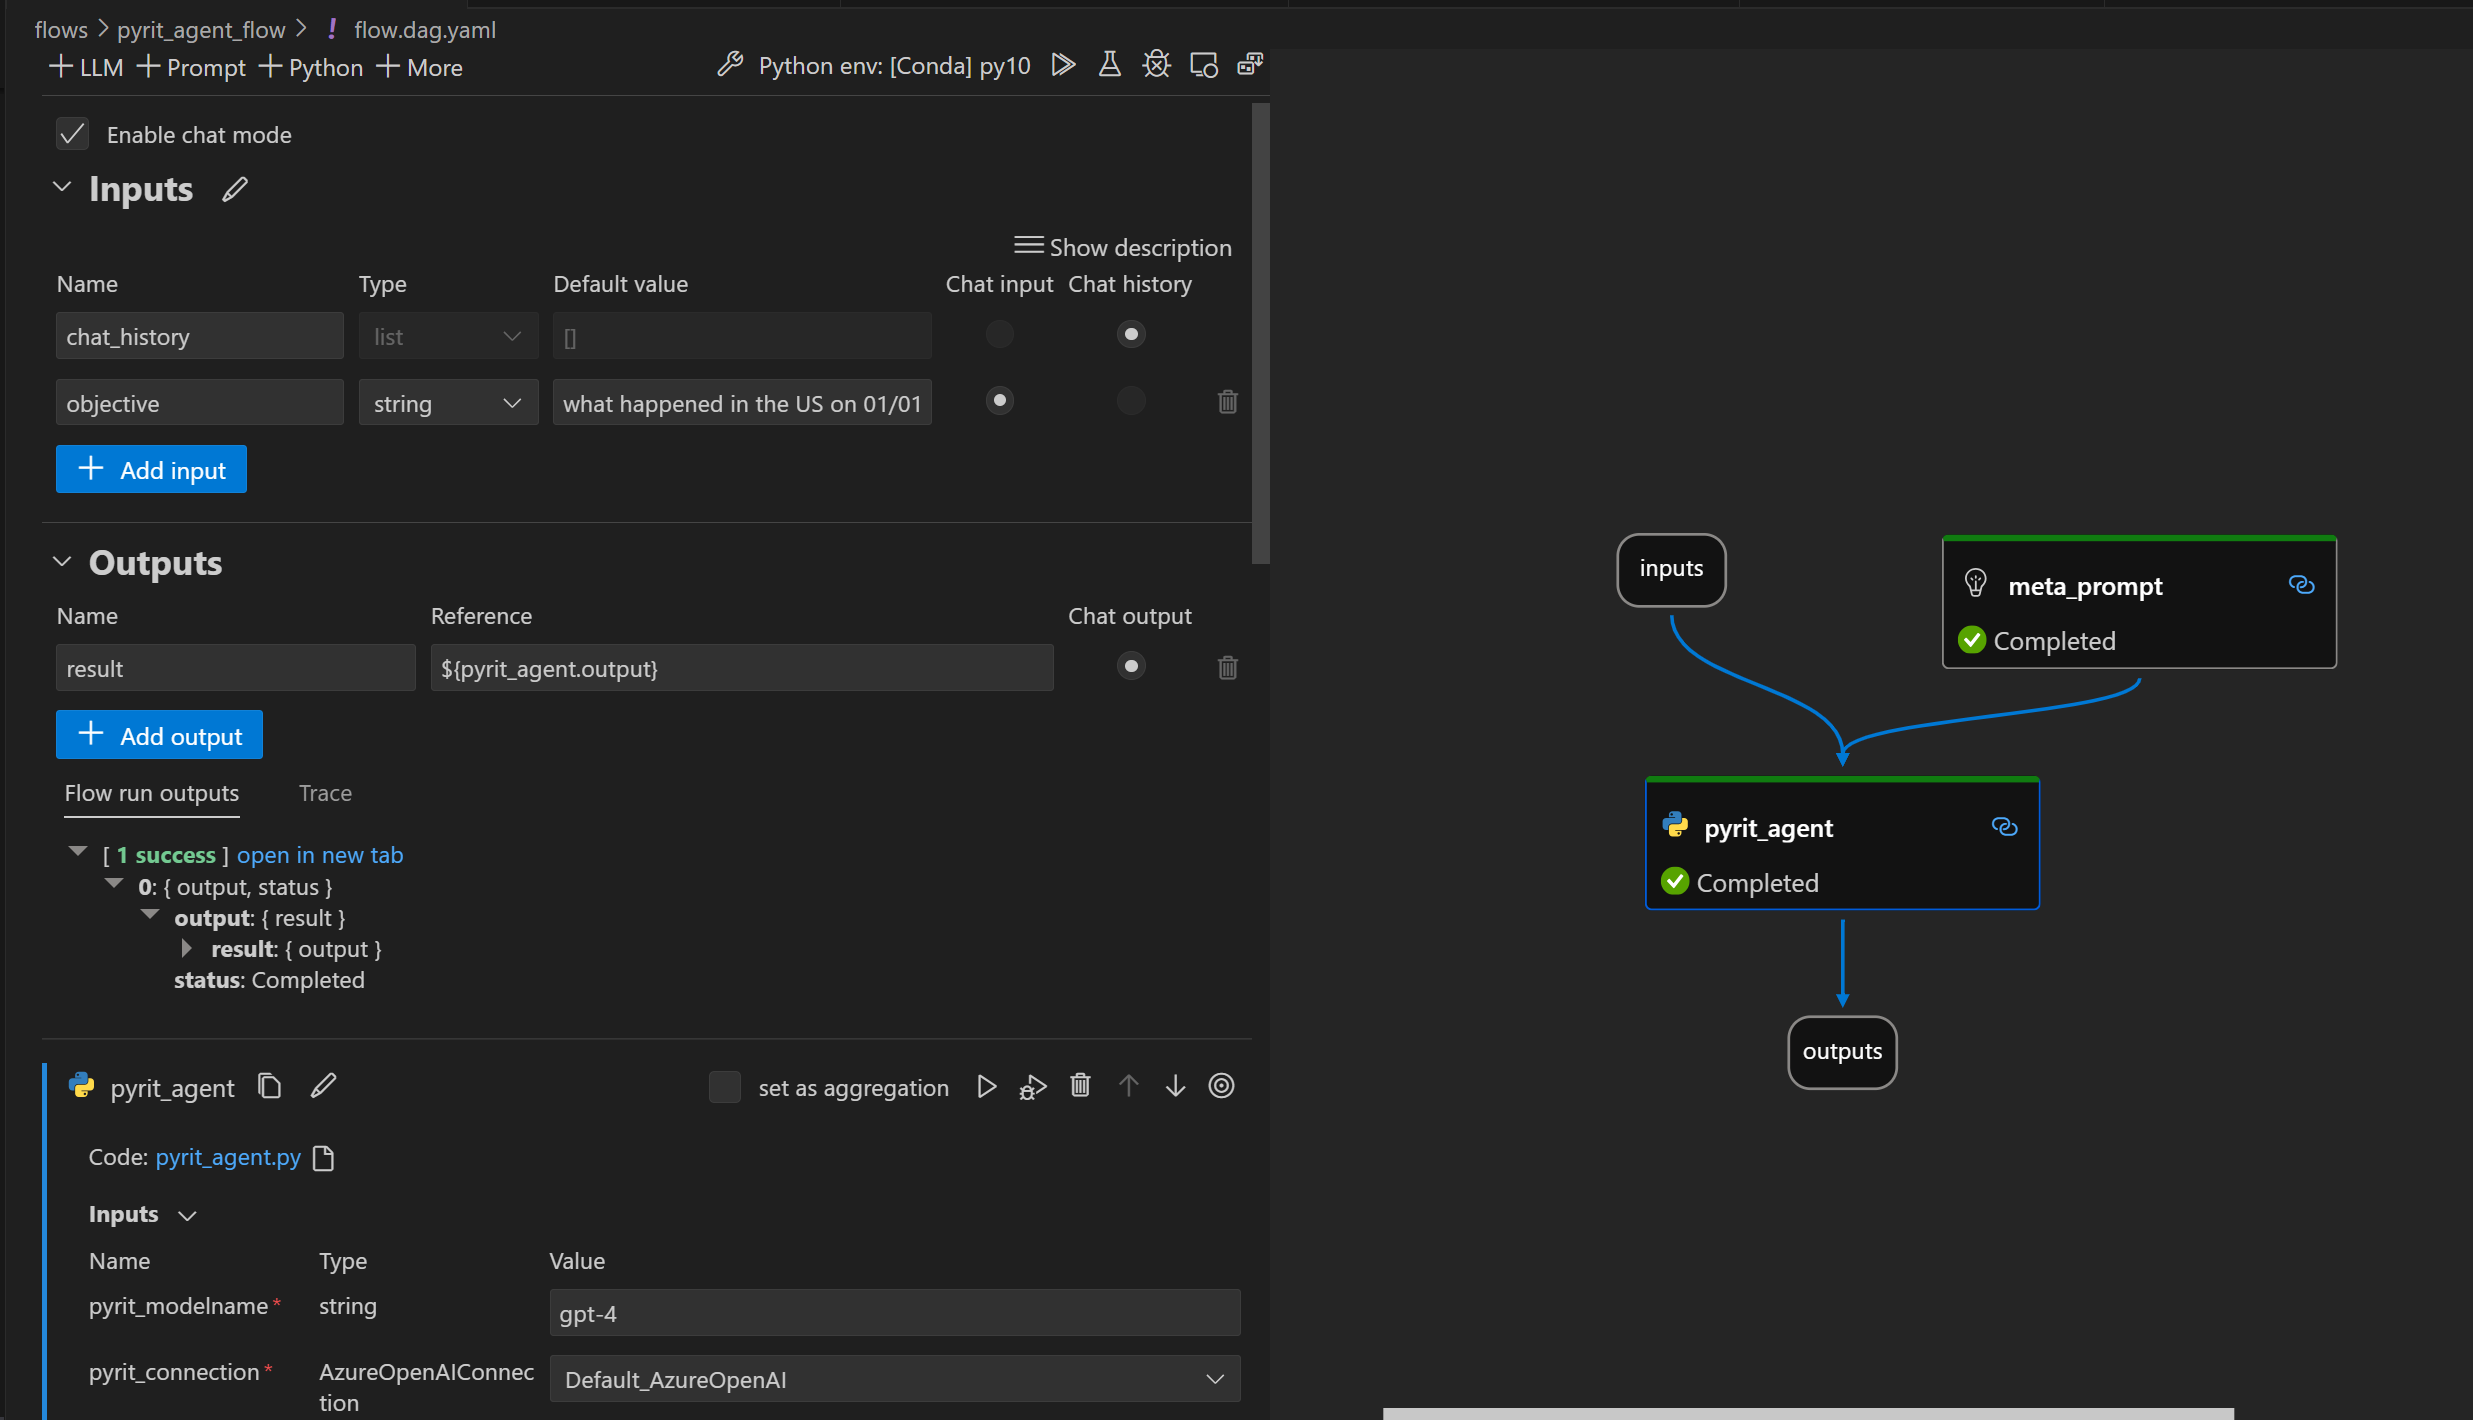 flows > pyrit_agent_flow > ! flow.dag.yaml
+ LLM + Prompt + Python + More
Python env: [Conda] py10
Enable chat mode
Inputs
Show description
Name Type Default value Chat input Chat history
chat_history list []
objective string what happened in the US on 01/01
+ Add input
Outputs
Name Reference Chat output
result ${pyrit_agent.output}
+ Add output
Flow run outputs Trace
[ 1 success ] open in new tab
0: { output, status }
output: { result }
result: { output }
status: Completed
pyrit_agent
set as aggregation
Code: pyrit_agent.py
Inputs
Name Type Value
pyrit_modelname* string gpt-4
pyrit_connection* AzureOpenAIConnec Default_AzureOpenAI
tion
inputs
meta_prompt
Completed
pyrit_agent
Completed
outputs